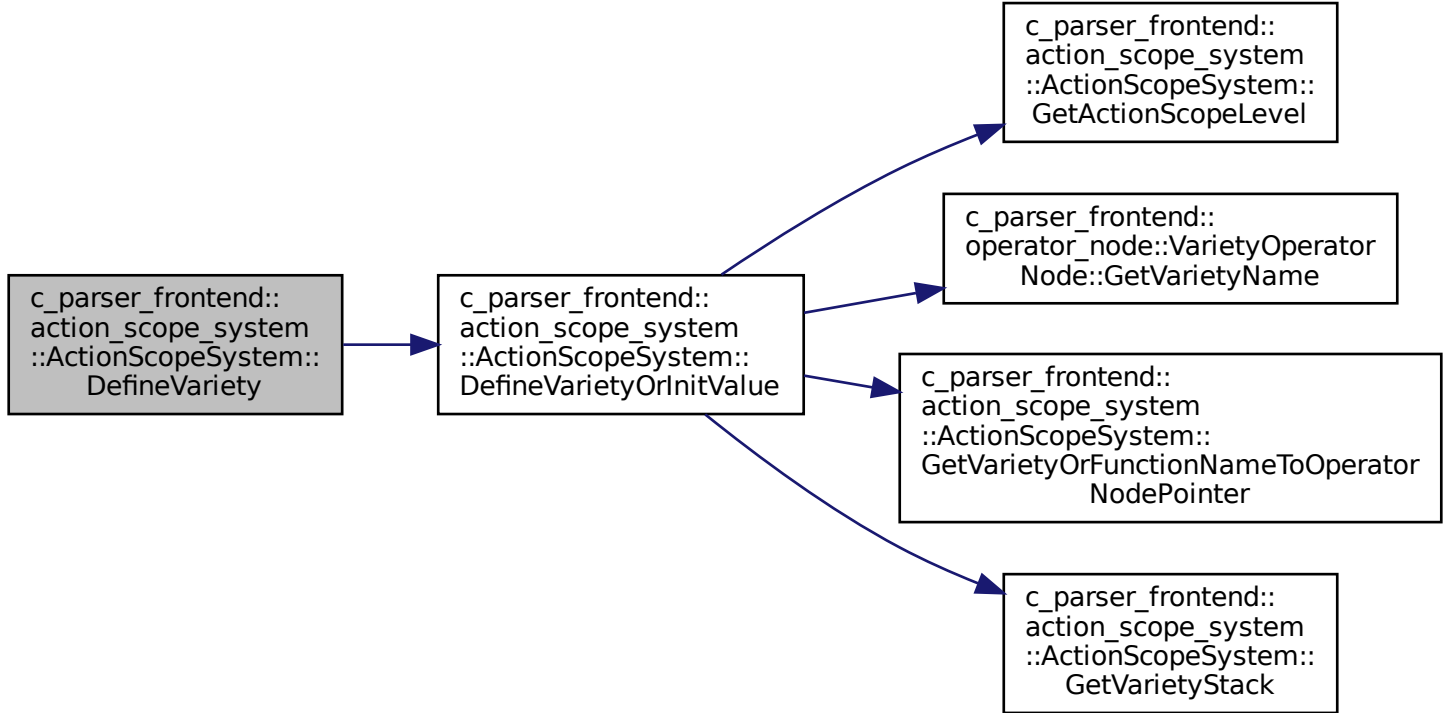 c_parser_frontend::
action_scope_system
::ActionScopeSystem::
DefineVariety
c_parser_frontend::
action_scope_system
::ActionScopeSystem::
DefineVarietyOrInitValue
c_parser_frontend::
action_scope_system
::ActionScopeSystem::
GetActionScopeLevel
c_parser_frontend::
operator_node::VarietyOperator
Node::GetVarietyName
c_parser_frontend::
action_scope_system
::ActionScopeSystem::
GetVarietyOrFunctionNameToOperator
NodePointer
c_parser_frontend::
action_scope_system
::ActionScopeSystem::
GetVarietyStack